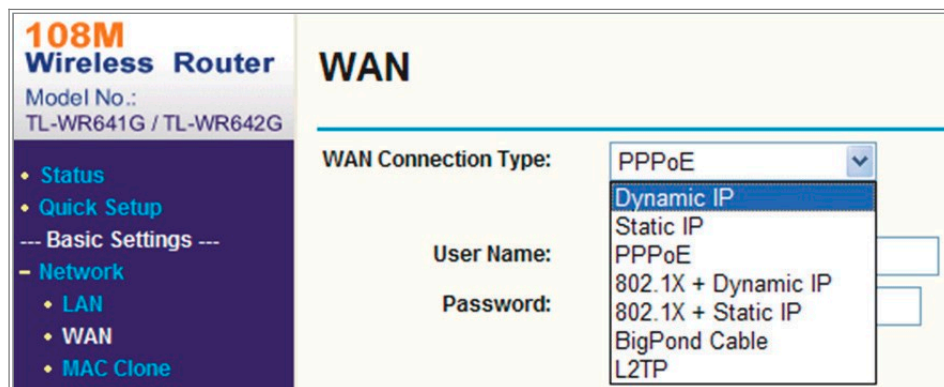 108M
Wireless Router
Model No.:
TL-WR641G / TL-WR642G
• Status
• Quick Setup
--- Basic Settings ---
– Network
• LAN
• WAN
• MAC Clone
WAN
WAN Connection Type:
PPPoE
Dynamic IP
Static IP
PPPoE
802.1X + Dynamic IP
802.1X + Static IP
BigPond Cable
L2TP
User Name:
Password: